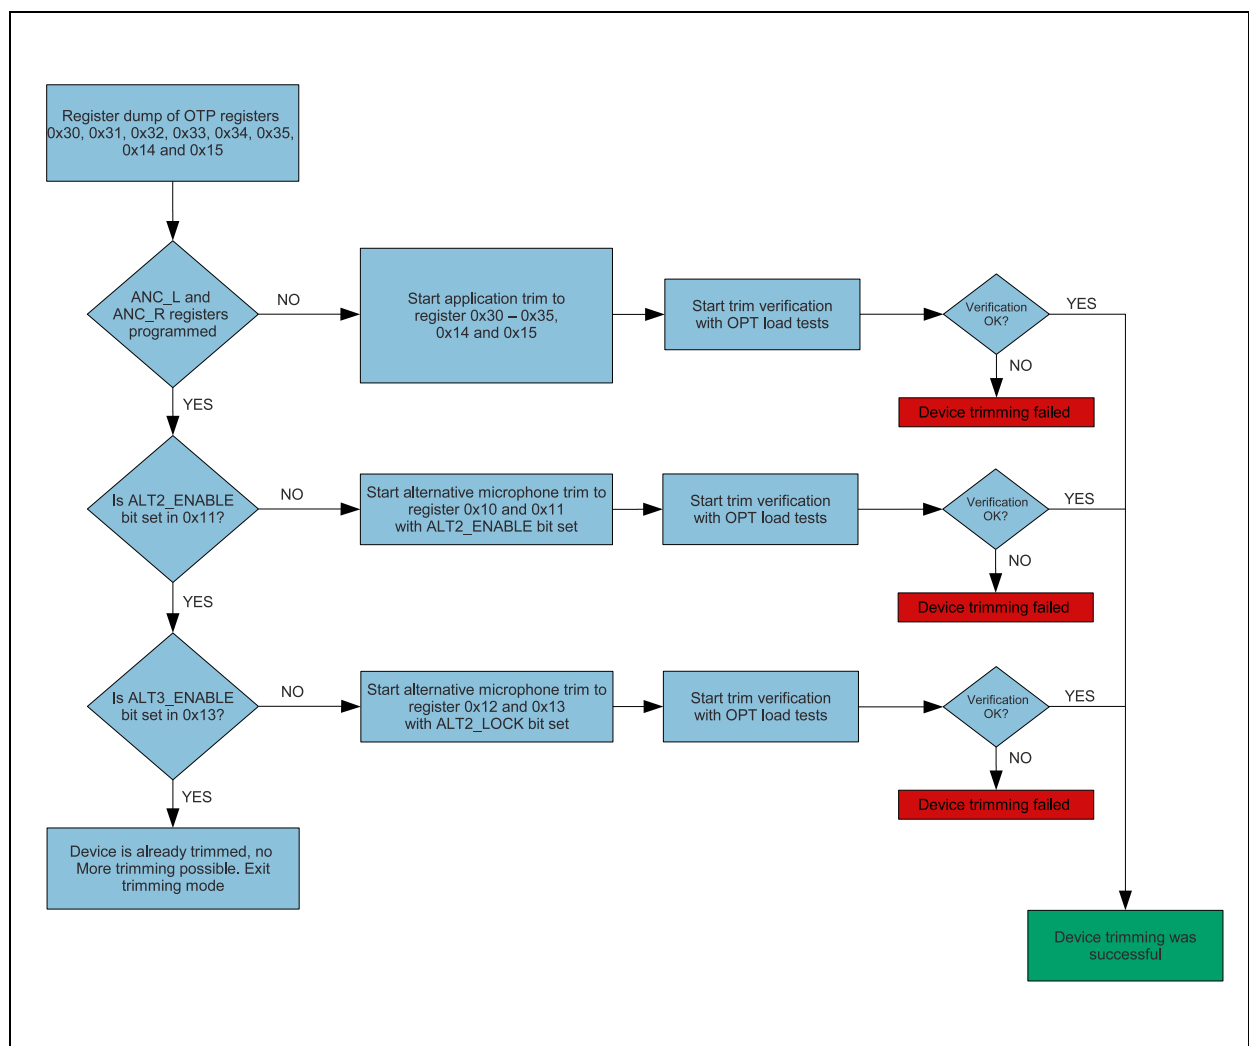 Register dump of OTP registers
0x30, 0x31, 0x32, 0x33, 0x34, 0x35,
0x14 and 0x15
ANC_L and
ANC_R registers
programmed
NO
Start application trim to
register 0x30 – 0x35,
0x14 and 0x15
Start trim verification
with OPT load tests
Verification
OK?
YES
NO
Device trimming failed
YES
Is ALT2_ENABLE
bit set in 0x11?
NO
Start alternative microphone trim to
register 0x10 and 0x11
with ALT2_ENABLE bit set
Start trim verification
with OPT load tests
Verification
OK?
YES
NO
Device trimming failed
YES
Is ALT3_ENABLE
bit set in 0x13?
NO
Start alternative microphone trim to
register 0x12 and 0x13
with ALT2_LOCK bit set
Start trim verification
with OPT load tests
Verification
OK?
YES
NO
Device trimming failed
YES
Device is already trimmed, no
More trimming possible. Exit
trimming mode
Device trimming was
successful